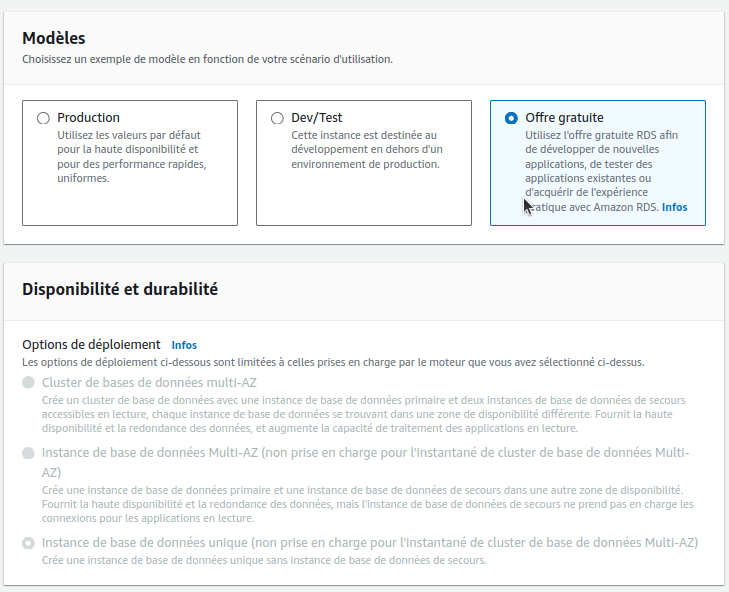 Modèles
Choisissez un exemple de modèle en fonction de votre scénario d'utilisation.
Production
Utilisez les valeurs par défaut
pour la haute disponibilité et
pour des performance rapides,
uniformes.
Dev/Test
Cette instance est destinée au
développement en dehors d'un
environnement de production.
Offre gratuite
Utilisez l'offre gratuite RDS afin
de développer de nouvelles
applications, de tester des
applications existantes ou
d'acquérir de l'expérience
pratique avec Amazon RDS. Infos
Disponibilité et durabilité
Options de déploiement Infos
Les options de déploiement ci-dessous sont limitées à celles prises en charge par le moteur que vous avez sélectionné ci-dessus.
Cluster de bases de données multi-AZ
Crée un cluster de base de données avec une instance de base de données primaire et deux instances de base de données de secours
accessibles en lecture, chaque instance de base de données se trouvant dans une zone de disponibilité différente. Fournit la haute
disponibilité et la redondance des données, et augmente la capacité de traitement des applications en lecture.
Instance de base de données Multi-AZ (non prise en charge pour l'instantané de cluster de base de données Multi-
AZ)
Crée une instance de base de données primaire et une instance de base de données de secours dans une autre zone de disponibilité.
Fournit la haute disponibilité et la redondance des données, mais l'instance de base de données de secours ne prend pas en charge les
connexions pour les applications en lecture.
Instance de base de données unique (non prise en charge pour l'instantané de cluster de base de données Multi-AZ)
Crée une instance de base de données unique sans instance de base de données de secours.